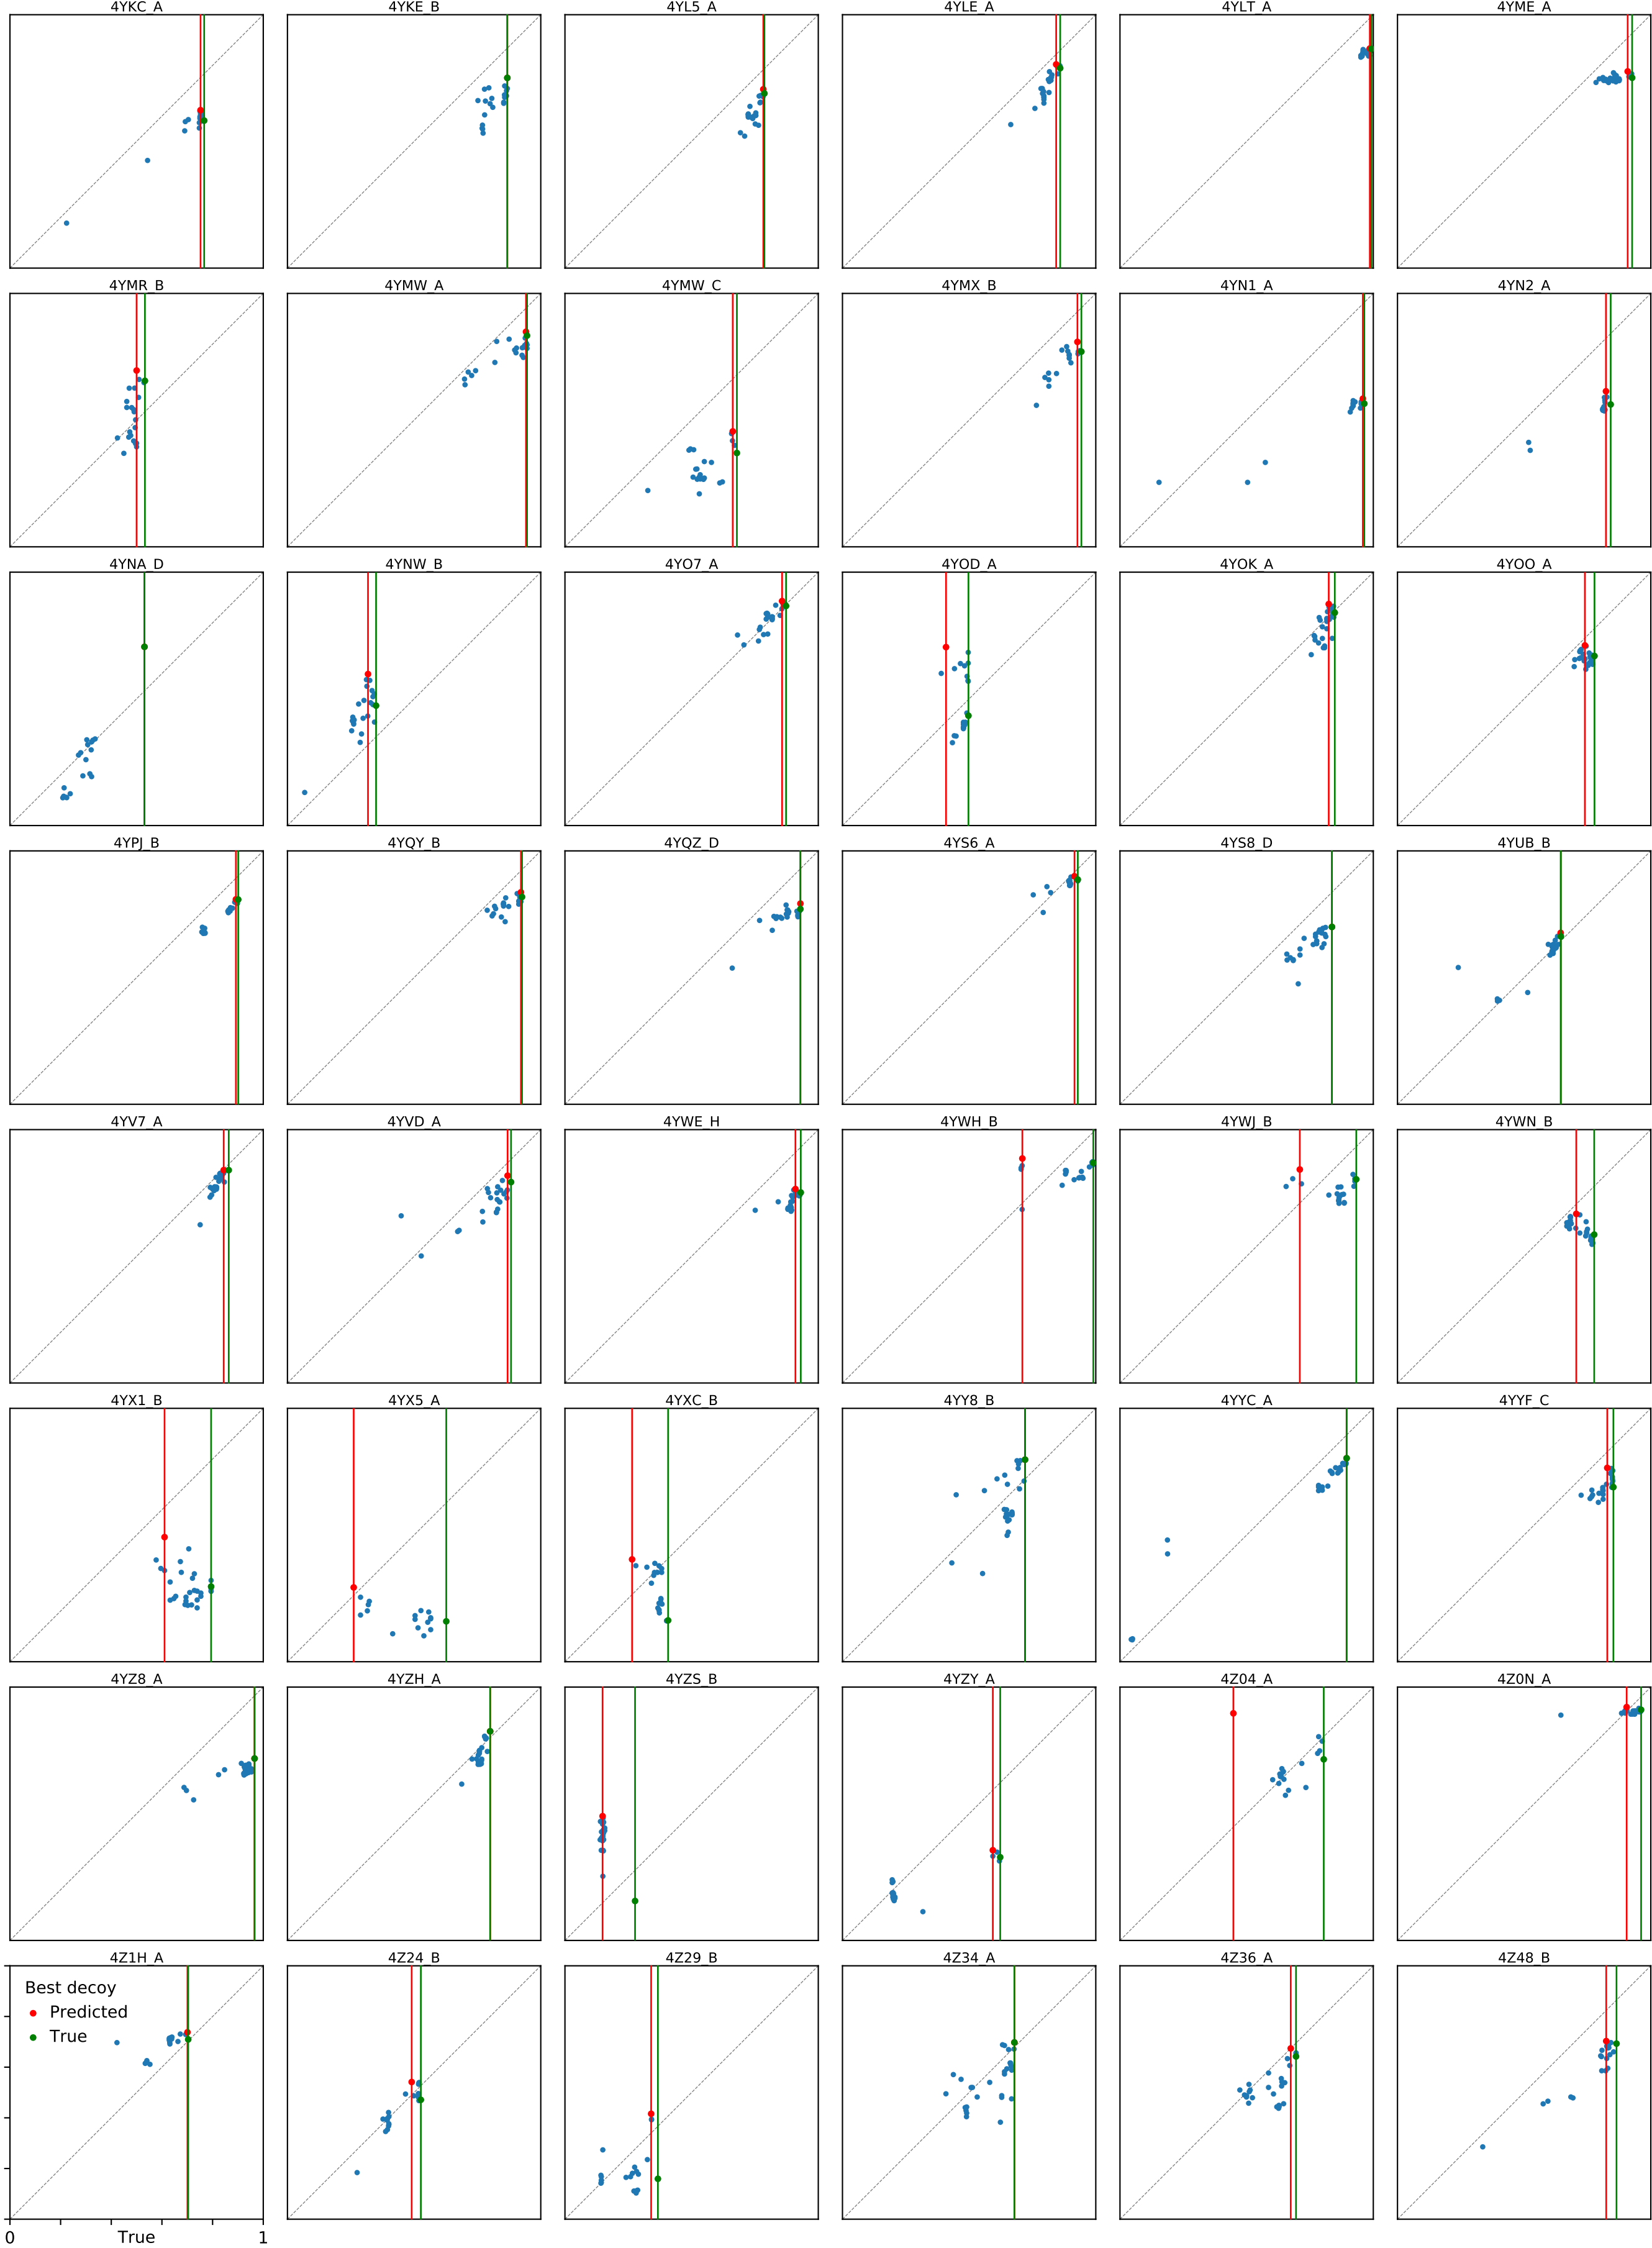 4YKC_A 4YKE_B 4YL5_A 4YLE_A 4YLT_A 4YME_A
4YMR_B 4YMW_A 4YMW_C 4YMX_B 4YN1_A 4YN2_A
4YNA_D 4YNW_B 4YO7_A 4YOD_A 4YOK_A 4YOO_A
4YPJ_B 4YQY_B 4YQZ_D 4YS6_A 4YS8_D 4YUB_B
4YV7_A 4YVD_A 4YWE_H 4YWH_B 4YWJ_B 4YWN_B
4YX1_B 4YX5_A 4YXC_B 4YY8_B 4YYC_A 4YYF_C
4YZ8_A 4YZH_A 4YZS_B 4YZY_A 4Z04_A 4Z0N_A
4Z1H_A 4Z24_B 4Z29_B 4Z34_A 4Z36_A 4Z48_B
Best decoy
Predicted
True
0 True 1